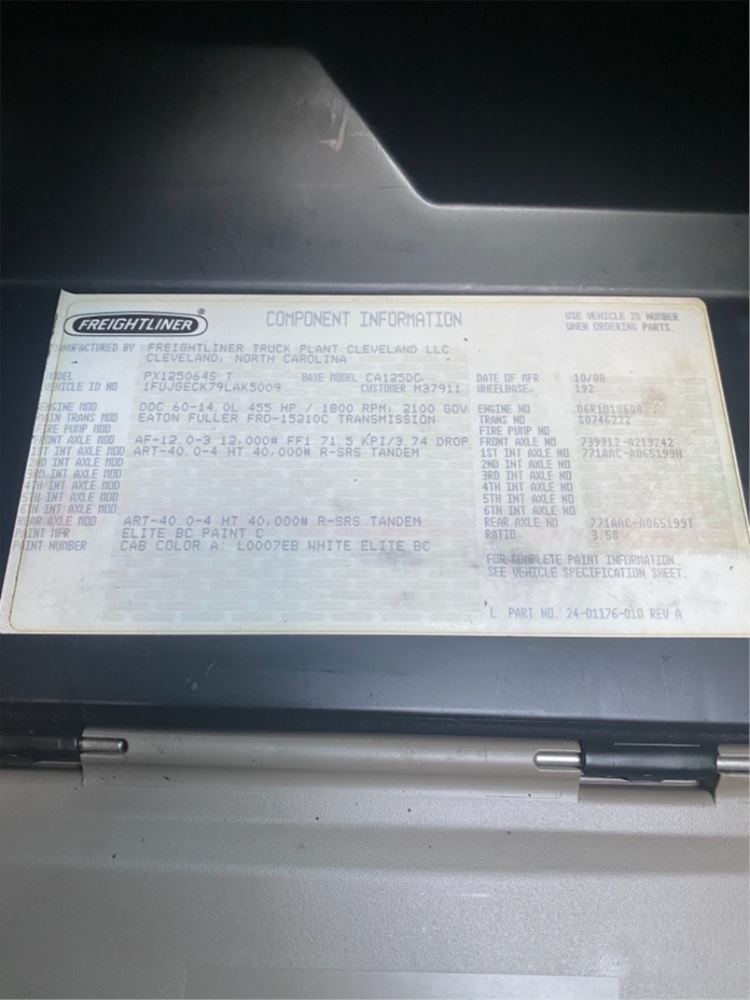 FREIGHTLINER®
COMPONENT INFORMATION
USE VEHICLE ID NUMBER
WHEN ORDERING PARTS.
MANUFACTURED BY FREIGHTLINER TRUCK PLANT CLEVELAND LLC
CLEVELAND, NORTH CAROLINA
MODEL PX125064S T BASE MODEL CA125DC DATE OF MFR 10/08
VEHICLE ID NO 1FUJGECK79LAK5009 CUSTOMER M37911 WHEELBASE 192
ENGINE MOD DDC 60-14.0L 455 HP / 1800 RPM, 2100 GOV ENGINE NO
MAIN TRANS MOD EATON FULLER FRD-15210C TRANSMISSION TRANS NO S0746222
FIRE PUMP MOD FIRE PUMP NO
FRONT AXLE MOD AF-12.0-3 12,000# FF1 71.5 KPI/3.74 DROP FRONT AXLE NO 739912-A219242
1ST INT AXLE MOD ART-40.0-4 HT 40,000# R-SRS TANDEM 1ST INT AXLE NO 771AAC-A065199H
2ND INT AXLE MOD 2ND INT AXLE NO
3RD INT AXLE MOD 3RD INT AXLE NO
4TH INT AXLE MOD 4TH INT AXLE NO
5TH INT AXLE MOD 5TH INT AXLE NO
6TH INT AXLE MOD 6TH INT AXLE NO
REAR AXLE MOD ART-40.0-4 HT 40,000# R-SRS TANDEM REAR AXLE NO 771AAC-A065199T
PAINT MFR ELITE BC PAINT C RATIO 3.58
PAINT NUMBER CAB COLOR A: L0007EB WHITE ELITE BC
FOR COMPLETE PAINT INFORMATION
SEE VEHICLE SPECIFICATION SHEET.
L PART NO. 24-01176-010 REV A